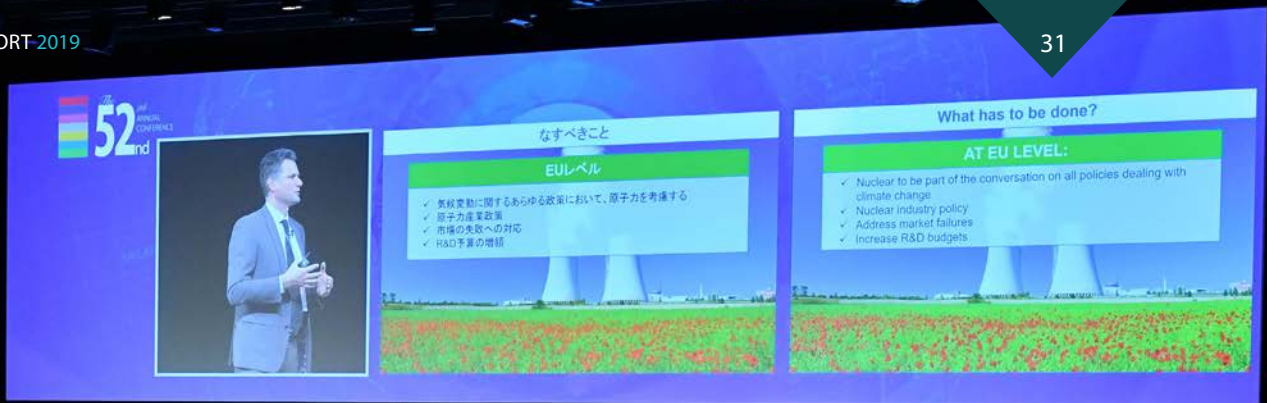 ORT 2019
31
The
52nd
nd
ANNUAL
CONFERENCE
なすべきこと
EUレベル
✓ 気候変動に関するあらゆる政策において、原子力を考慮する
✓ 原子力産業政策
✓ 市場の失敗への対応
✓ R&D予算の増額
What has to be done?
AT EU LEVEL:
✓ Nuclear to be part of the conversation on all policies dealing with
climate change
✓ Nuclear industry policy
✓ Address market failures
✓ Increase R&D budgets